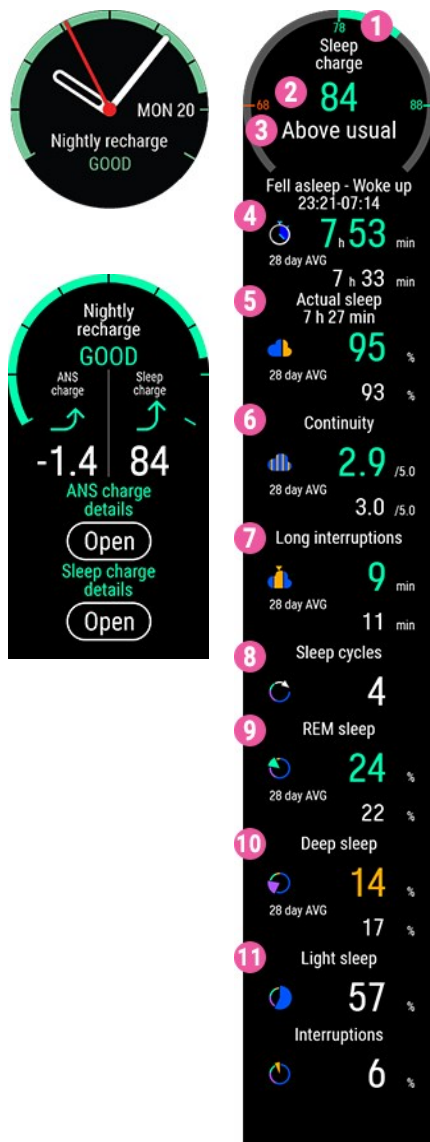 MON 20
Nightly recharge
GOOD
Nightly
recharge
GOOD
ANS
charge
Sleep
charge
-1.4
84
ANS charge
details
Open
Sleep charge
details
Open
1
78
Sleep
charge
2
84
68
88
3
Above usual
Fell asleep - Woke up
23:21-07:14
4
7 h 53 min
28 day AVG
7 h 33 min
5
Actual sleep
7 h 27 min
95 %
28 day AVG
93 %
6
Continuity
2.9 /5.0
28 day AVG
3.0 /5.0
7
Long interruptions
9 min
28 day AVG
11 min
8
Sleep cycles
4
9
REM sleep
24 %
28 day AVG
22 %
10
Deep sleep
14 %
28 day AVG
17 %
11
Light sleep
57 %
Interruptions
6 %